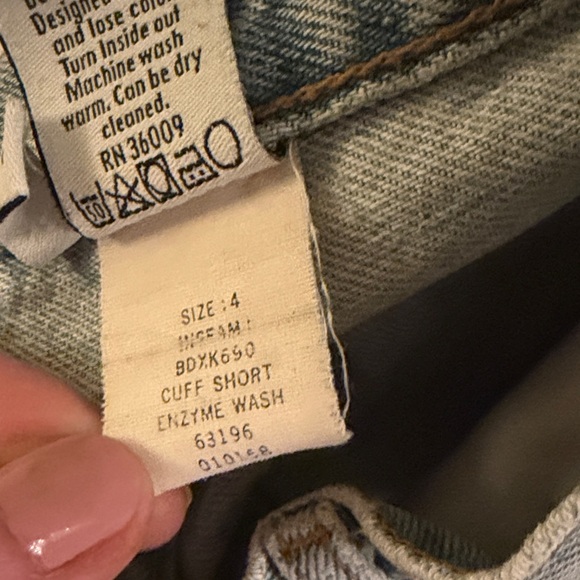 Designed
and lose colo
Turn Inside out
Machine wash
warm. Can be dry
cleaned.
RN 36009
SIZE : 4
INSEAM :
BDXK690
CUFF SHORT
ENZYME WASH
63196